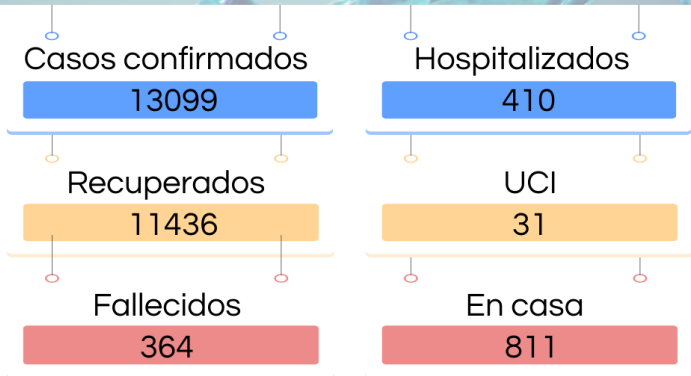 Casos confirmados
13099
Hospitalizados
410
Recuperados
11436
UCI
31
Fallecidos
364
En casa
811